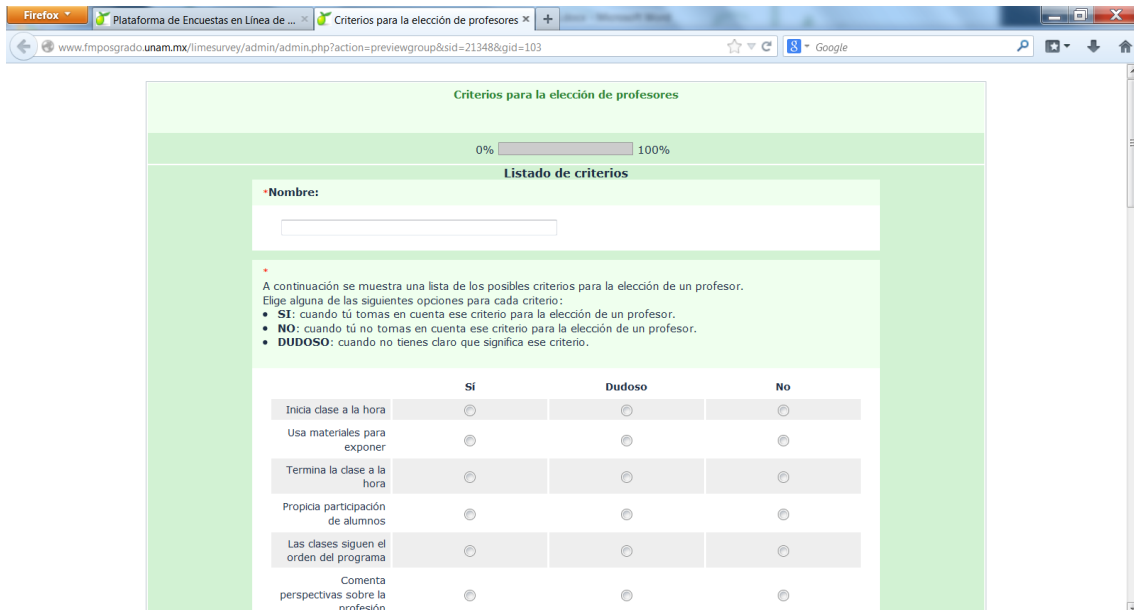 Firefox
Plataforma de Encuestas en Línea de ... ×
Criterios para la elección de profesores ×
www.fmposgrado.unam.mx/limesurvey/admin/admin.php?action=previewgroup&sid=21348&gid=103
Google
Criterios para la elección de profesores
0% 100%
Listado de criterios
*Nombre:
*
A continuación se muestra una lista de los posibles criterios para la elección de un profesor.
Elige alguna de las siguientes opciones para cada criterio:
• SI: cuando tú tomas en cuenta ese criterio para la elección de un profesor.
• NO: cuando tú no tomas en cuenta ese criterio para la elección de un profesor.
• DUDOSO: cuando no tienes claro que significa ese criterio.
Sí Dudoso No
Inicia clase a la hora
Usa materiales para
exponer
Termina la clase a la
hora
Propicia participación
de alumnos
Las clases siguen el
orden del programa
Comenta
perspectivas sobre la
profesión